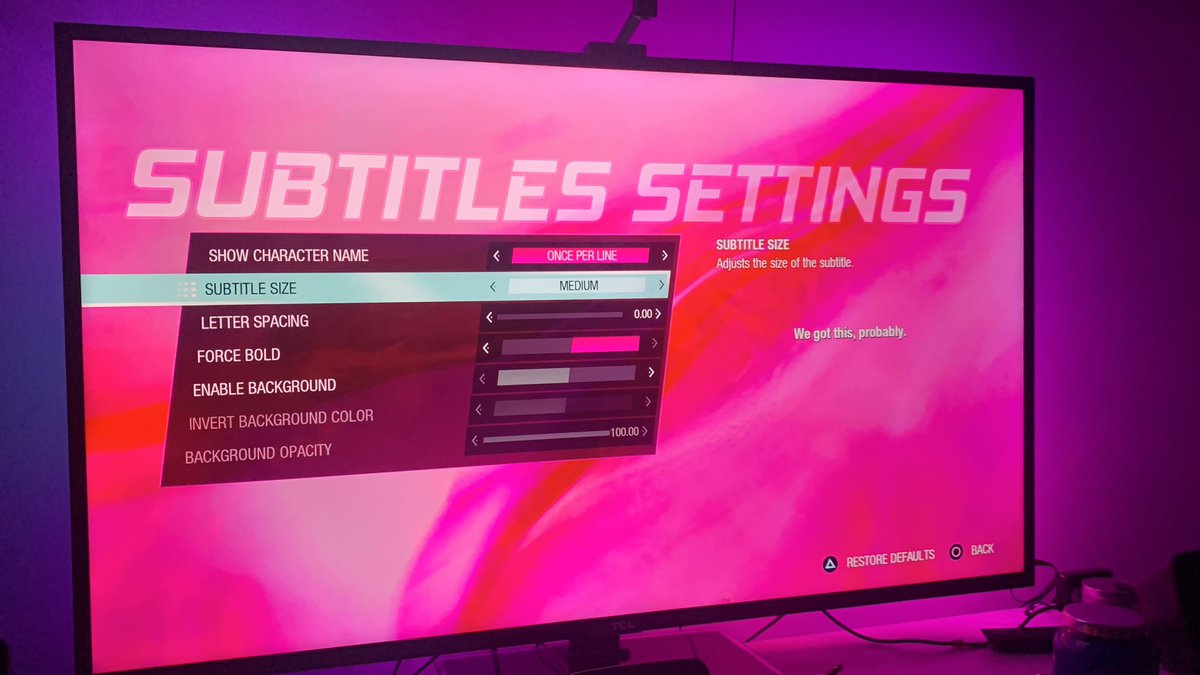 SUBTITLES SETTINGS
SHOW CHARACTER NAME
ONCE PER LINE
SUBTITLE SIZE
MEDIUM
LETTER SPACING
0.00
FORCE BOLD
ENABLE BACKGROUND
INVERT BACKGROUND COLOR
BACKGROUND OPACITY
100.00
SUBTITLE SIZE
Adjusts the size of the subtitle.
We got this, probably.
RESTORE DEFAULTS
BACK
TCL